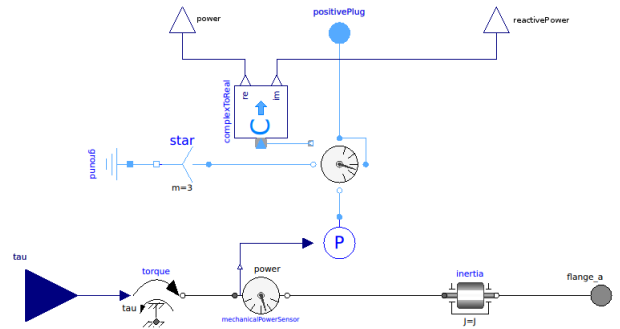 positivePlug
power
reactivePower
re
im
complexToReal
C
star
ground
m=3
P
tau
torque
tau
power
mechanicalPowerSensor
inertia
J=J
flange_a